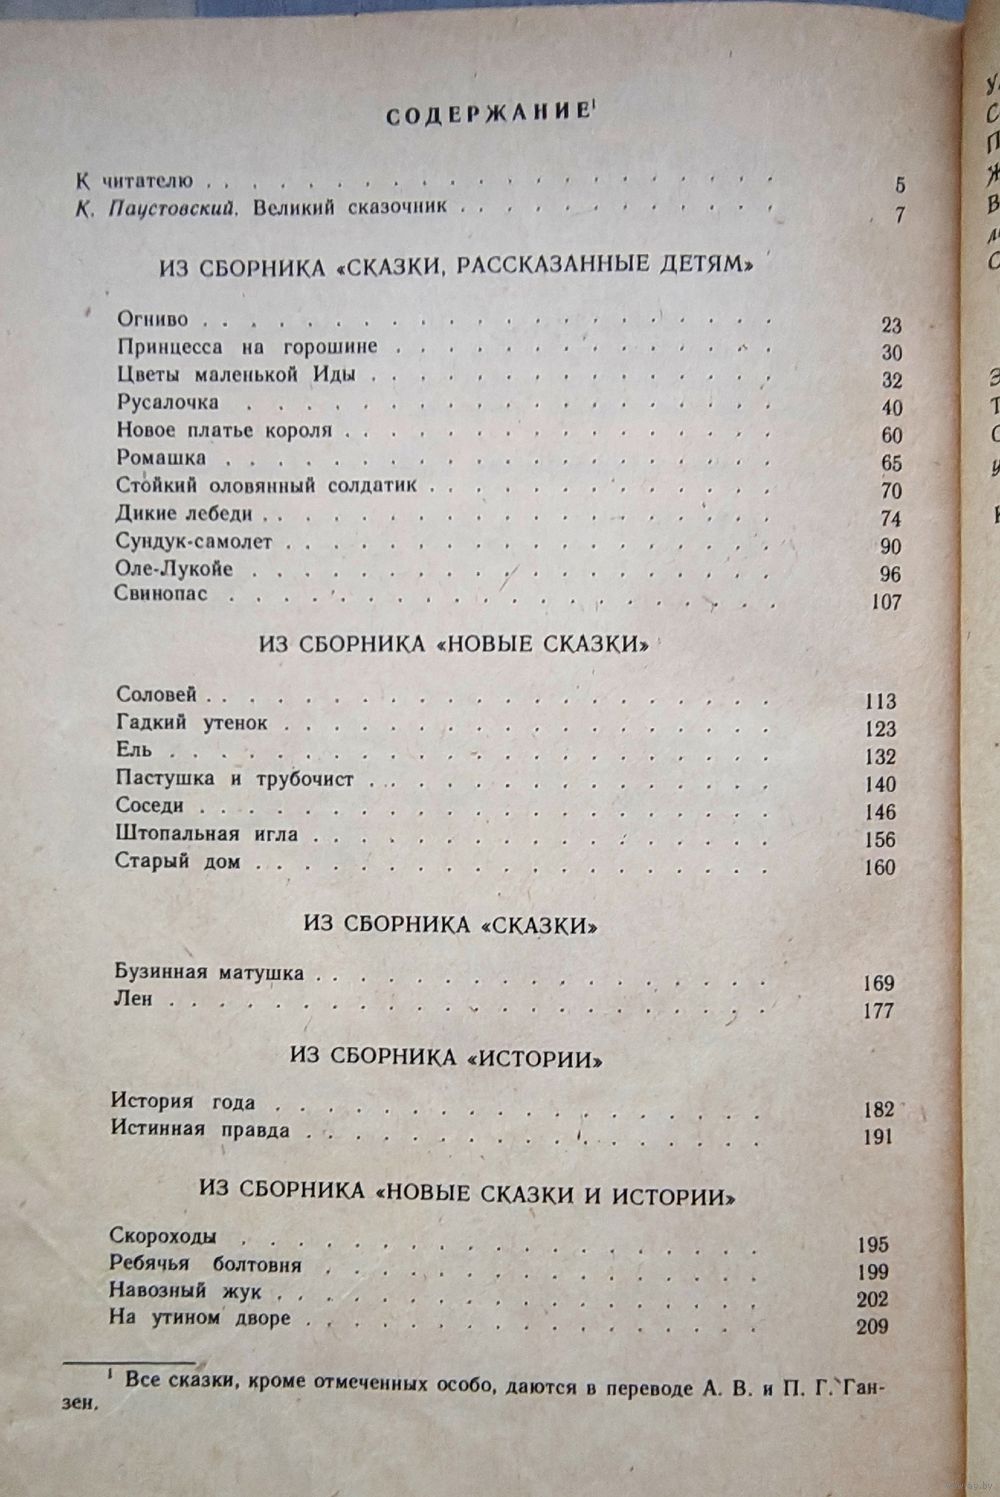 СОДЕРЖАНИЕ¹
К читателю . . . . . . . . . . . . . . . . . . . . . . 5
К. Паустовский. Великий сказочник . . . . . . . . . . . . 7
ИЗ СБОРНИКА «СКАЗКИ, РАССКАЗАННЫЕ ДЕТЯМ»
Огниво . . . . . . . . . . . . . . . . . . . . . . 23
Принцесса на горошине . . . . . . . . . . . . . . 30
Цветы маленькой Иды . . . . . . . . . . . . . . . 32
Русалочка . . . . . . . . . . . . . . . . . . . . 40
Новое платье короля . . . . . . . . . . . . . . . . 60
Ромашка . . . . . . . . . . . . . . . . . . . . 65
Стойкий оловянный солдатик . . . . . . . . . . . . . 70
Дикие лебеди . . . . . . . . . . . . . . . . . . . 74
Сундук-самолет . . . . . . . . . . . . . . . . . . 90
Оле-Лукойе . . . . . . . . . . . . . . . . . . . 96
Свинопас . . . . . . . . . . . . . . . . . . . . 107
ИЗ СБОРНИКА «НОВЫЕ СКАЗКИ»
Соловей . . . . . . . . . . . . . . . . . . . . . 113
Гадкий утенок . . . . . . . . . . . . . . . . . . 123
Ель . . . . . . . . . . . . . . . . . . . . . . . 132
Пастушка и трубочист . . . . . . . . . . . . . . . 140
Соседи . . . . . . . . . . . . . . . . . . . . . . 146
Штопальная игла . . . . . . . . . . . . . . . . . 156
Старый дом . . . . . . . . . . . . . . . . . . . 160
ИЗ СБОРНИКА «СКАЗКИ»
Бузинная матушка . . . . . . . . . . . . . . . . . 169
Лен . . . . . . . . . . . . . . . . . . . . . . . 177
ИЗ СБОРНИКА «ИСТОРИИ»
История года . . . . . . . . . . . . . . . . . . 182
Истинная правда . . . . . . . . . . . . . . . . . 191
ИЗ СБОРНИКА «НОВЫЕ СКАЗКИ И ИСТОРИИ»
Скороходы . . . . . . . . . . . . . . . . . . . 195
Ребячья болтовня . . . . . . . . . . . . . . . . 199
Навозный жук . . . . . . . . . . . . . . . . . . 202
На утином дворе . . . . . . . . . . . . . . . . . 209
¹ Все сказки, кроме отмеченных особо, даются в переводе А. В. и П. Г. Ган-
зен.